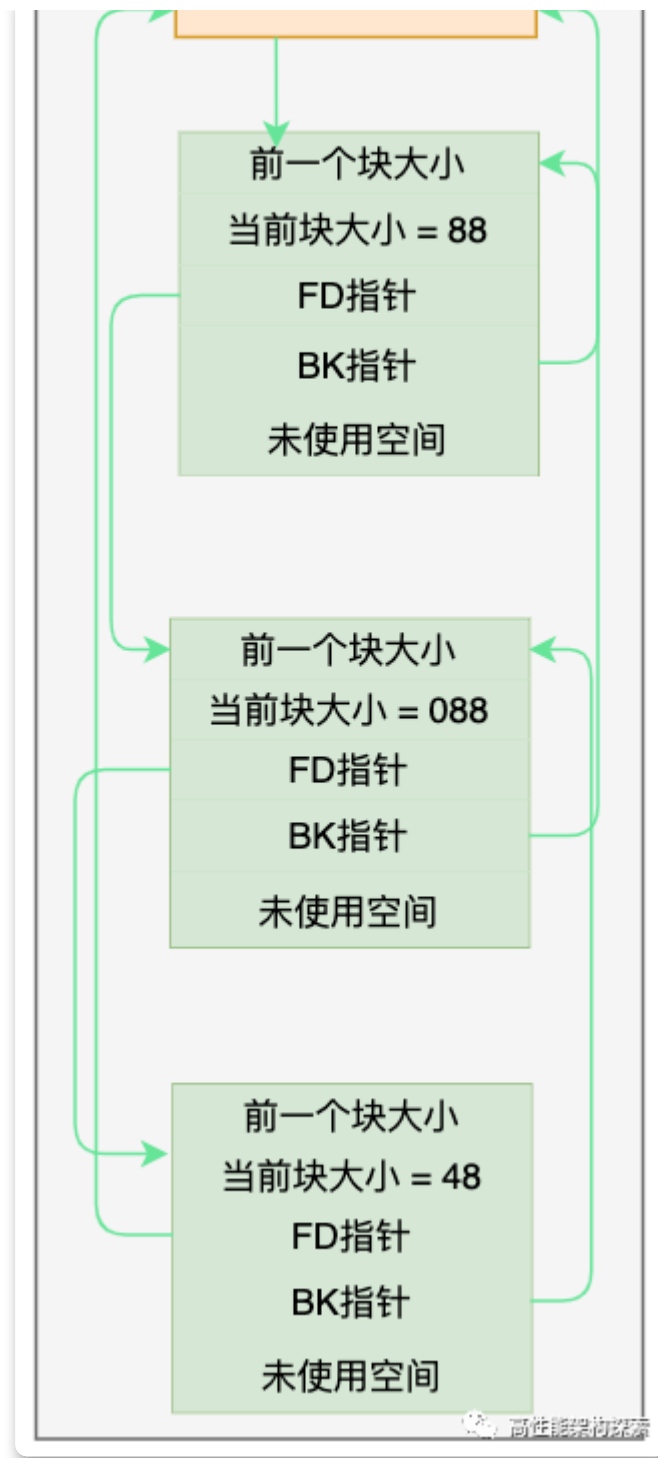 前一个块大小
当前块大小 = 88
FD指针
BK指针
未使用空间
前一个块大小
当前块大小 = 088
FD指针
BK指针
未使用空间
前一个块大小
当前块大小 = 48
FD指针
BK指针
未使用空间
高性能架构探索